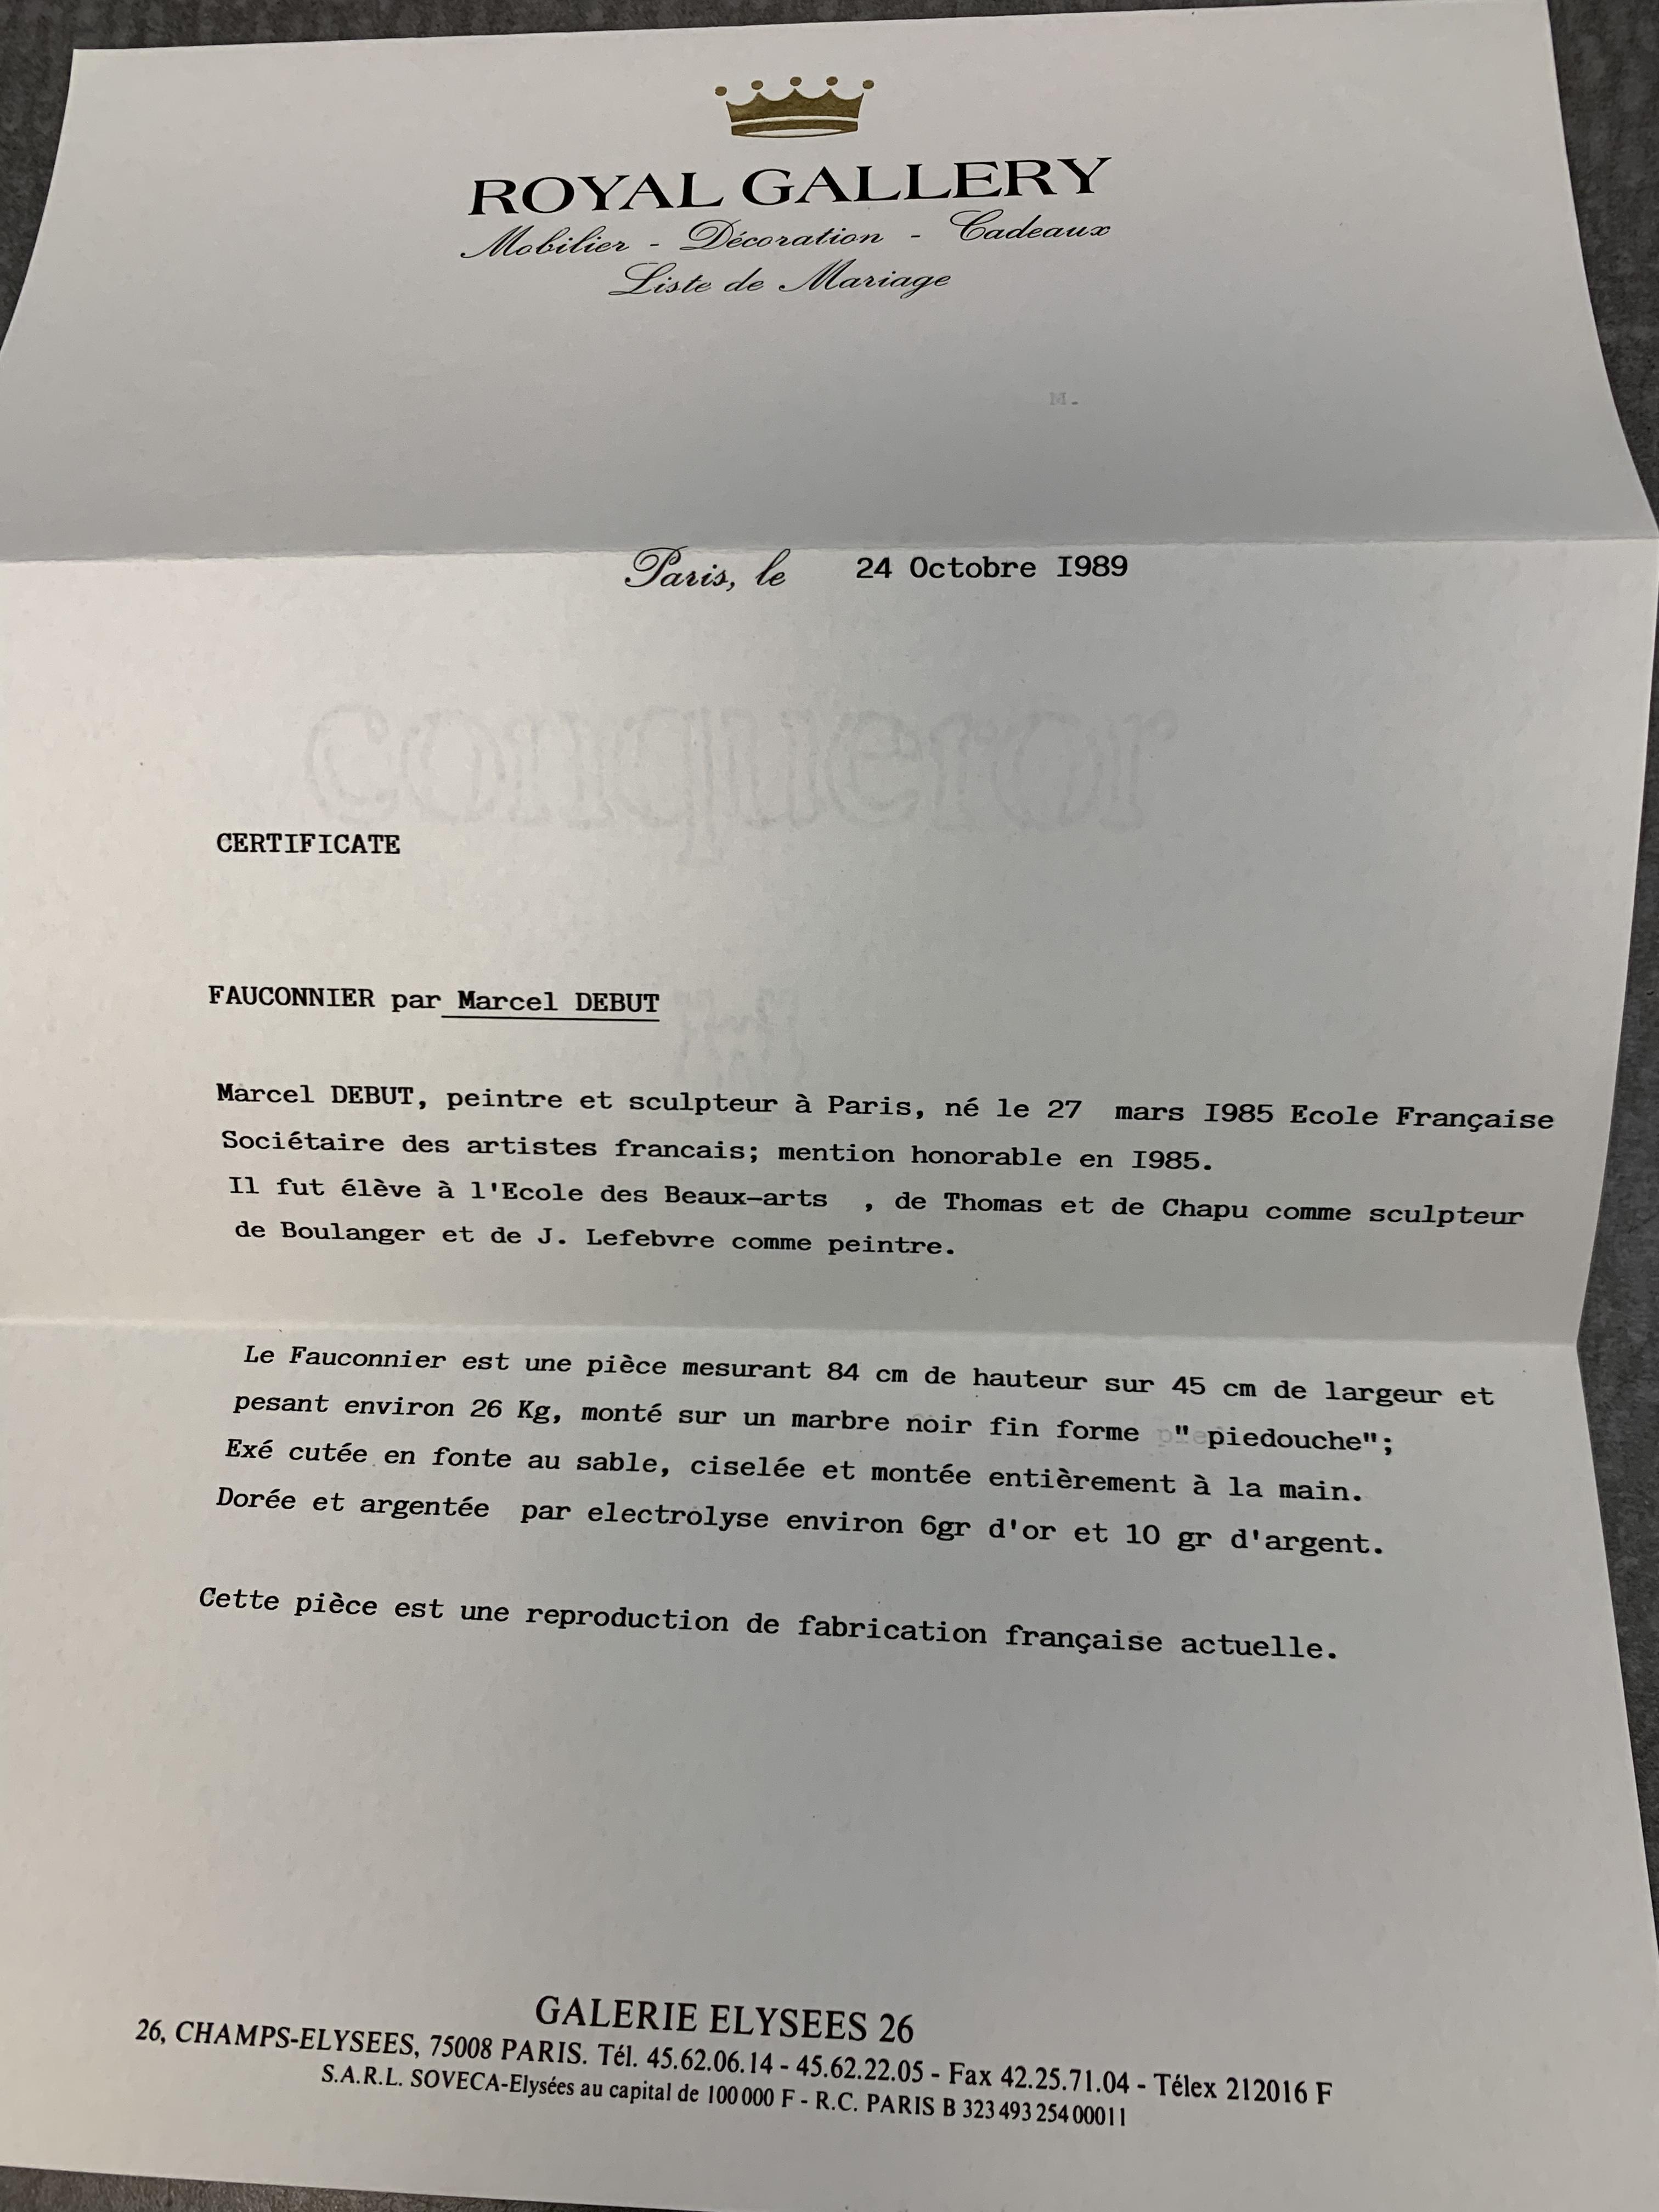 ROYAL GALLERY
Mobilier - Décoration - Cadeaux
Liste de Mariage
M-
Paris, le 24 Octobre I989
conqueror
CERTIFICATE
FAUCONNIER par Marcel DEBUT
Marcel DEBUT, peintre et sculpteur à Paris, né le 27 mars I985 Ecole Française
Sociétaire des artistes francais; mention honorable en I985.
Il fut élève à l'Ecole des Beaux-arts , de Thomas et de Chapu comme sculpteur
de Boulanger et de J. Lefebvre comme peintre.
Le Fauconnier est une pièce mesurant 84 cm de hauteur sur 45 cm de largeur et
pesant environ 26 Kg, monté sur un marbre noir fin forme " piedouche";
Exé cutée en fonte au sable, ciselée et montée entièrement à la main.
Dorée et argentée par electrolyse environ 6gr d'or et 10 gr d'argent.
Cette pièce est une reproduction de fabrication française actuelle.
GALERIE ELYSEES 26
26, CHAMPS-ELYSEES, 75008 PARIS. Tél. 45.62.06.14 - 45.62.22.05 - Fax 42.25.71.04 - Télex 212016 F
S.A.R.L. SOVECA-Elysées au capital de 100 000 F - R.C. PARIS B 323 493 254 00011